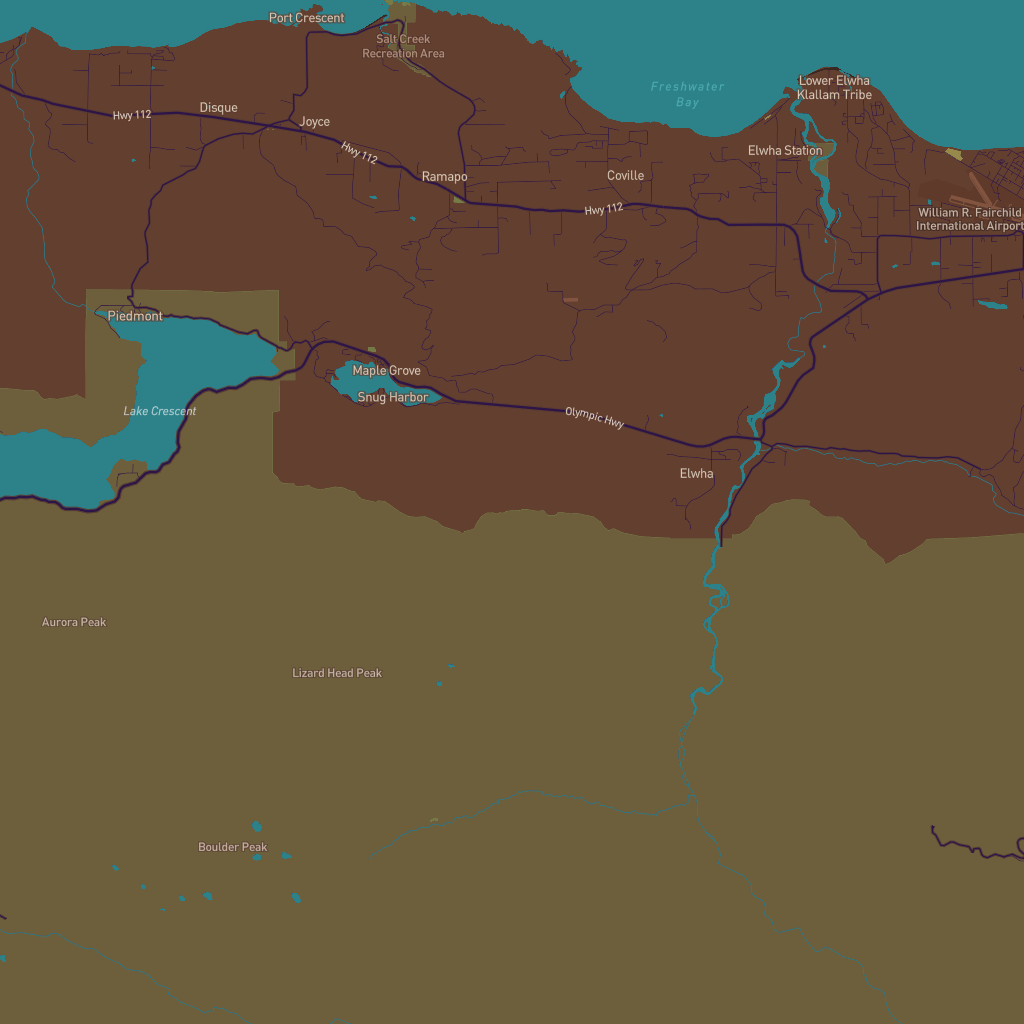 Port Crescent
Salt Creek
Recreation Area
Freshwater
Bay
Lower Elwha
Klallam Tribe
Disque
Hwy 112
Joyce
Hwy 112
Elwha Station
Ramapo
Coville
Hwy 112
William R. Fairchild
International Airport
Piedmont
Maple Grove
Snug Harbor
Lake Crescent
Olympic Hwy
Elwha
Aurora Peak
Lizard Head Peak
Boulder Peak